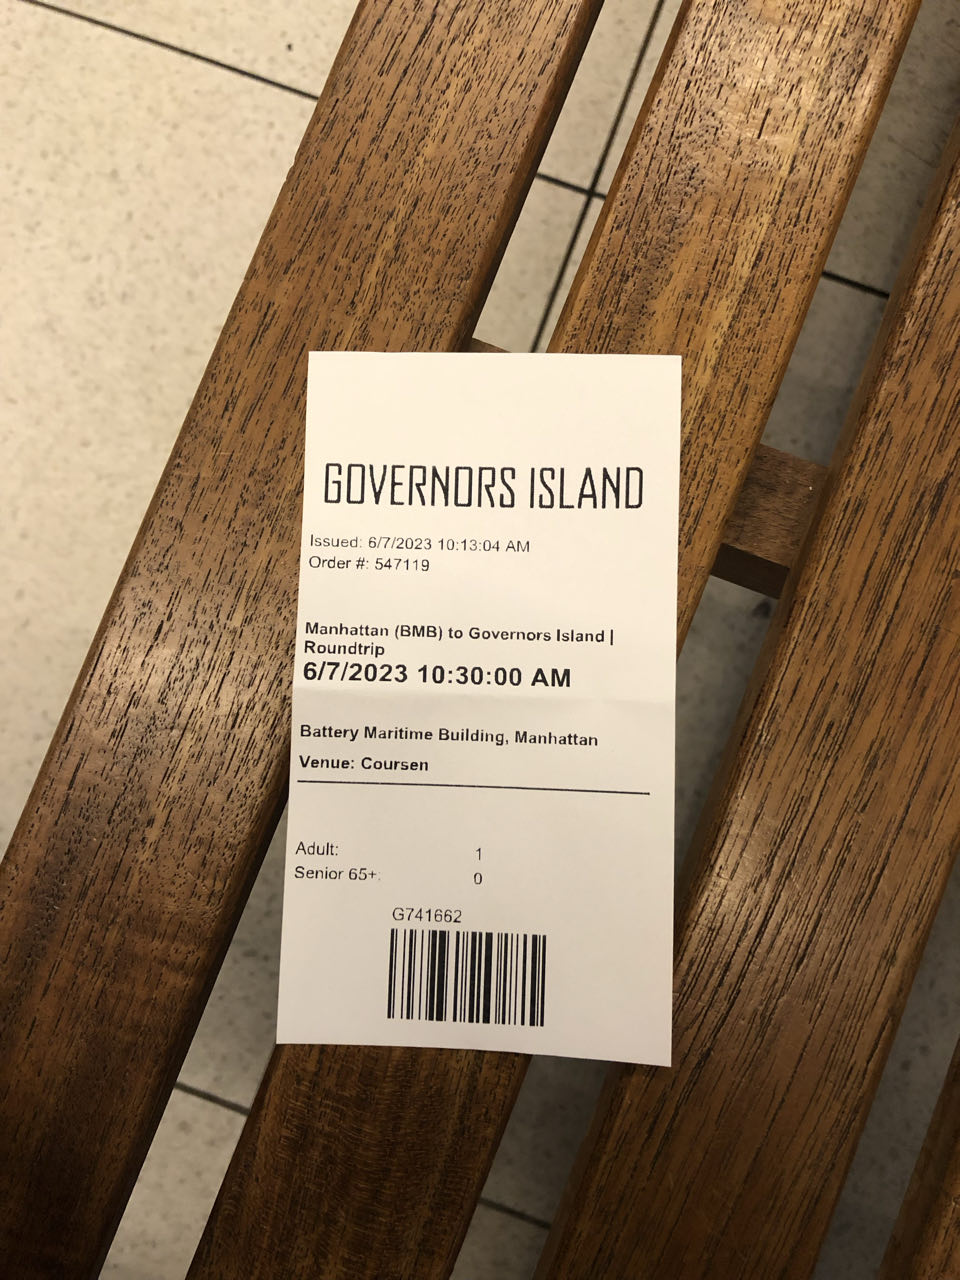 GOVERNORS ISLAND
Issued: 6/7/2023 10:13:04 AM
Order #: 547119
Manhattan (BMB) to Governors Island |
Roundtrip
6/7/2023 10:30:00 AM
Battery Maritime Building, Manhattan
Venue: Coursen
Adult: 1
Senior 65+: 0
G741662